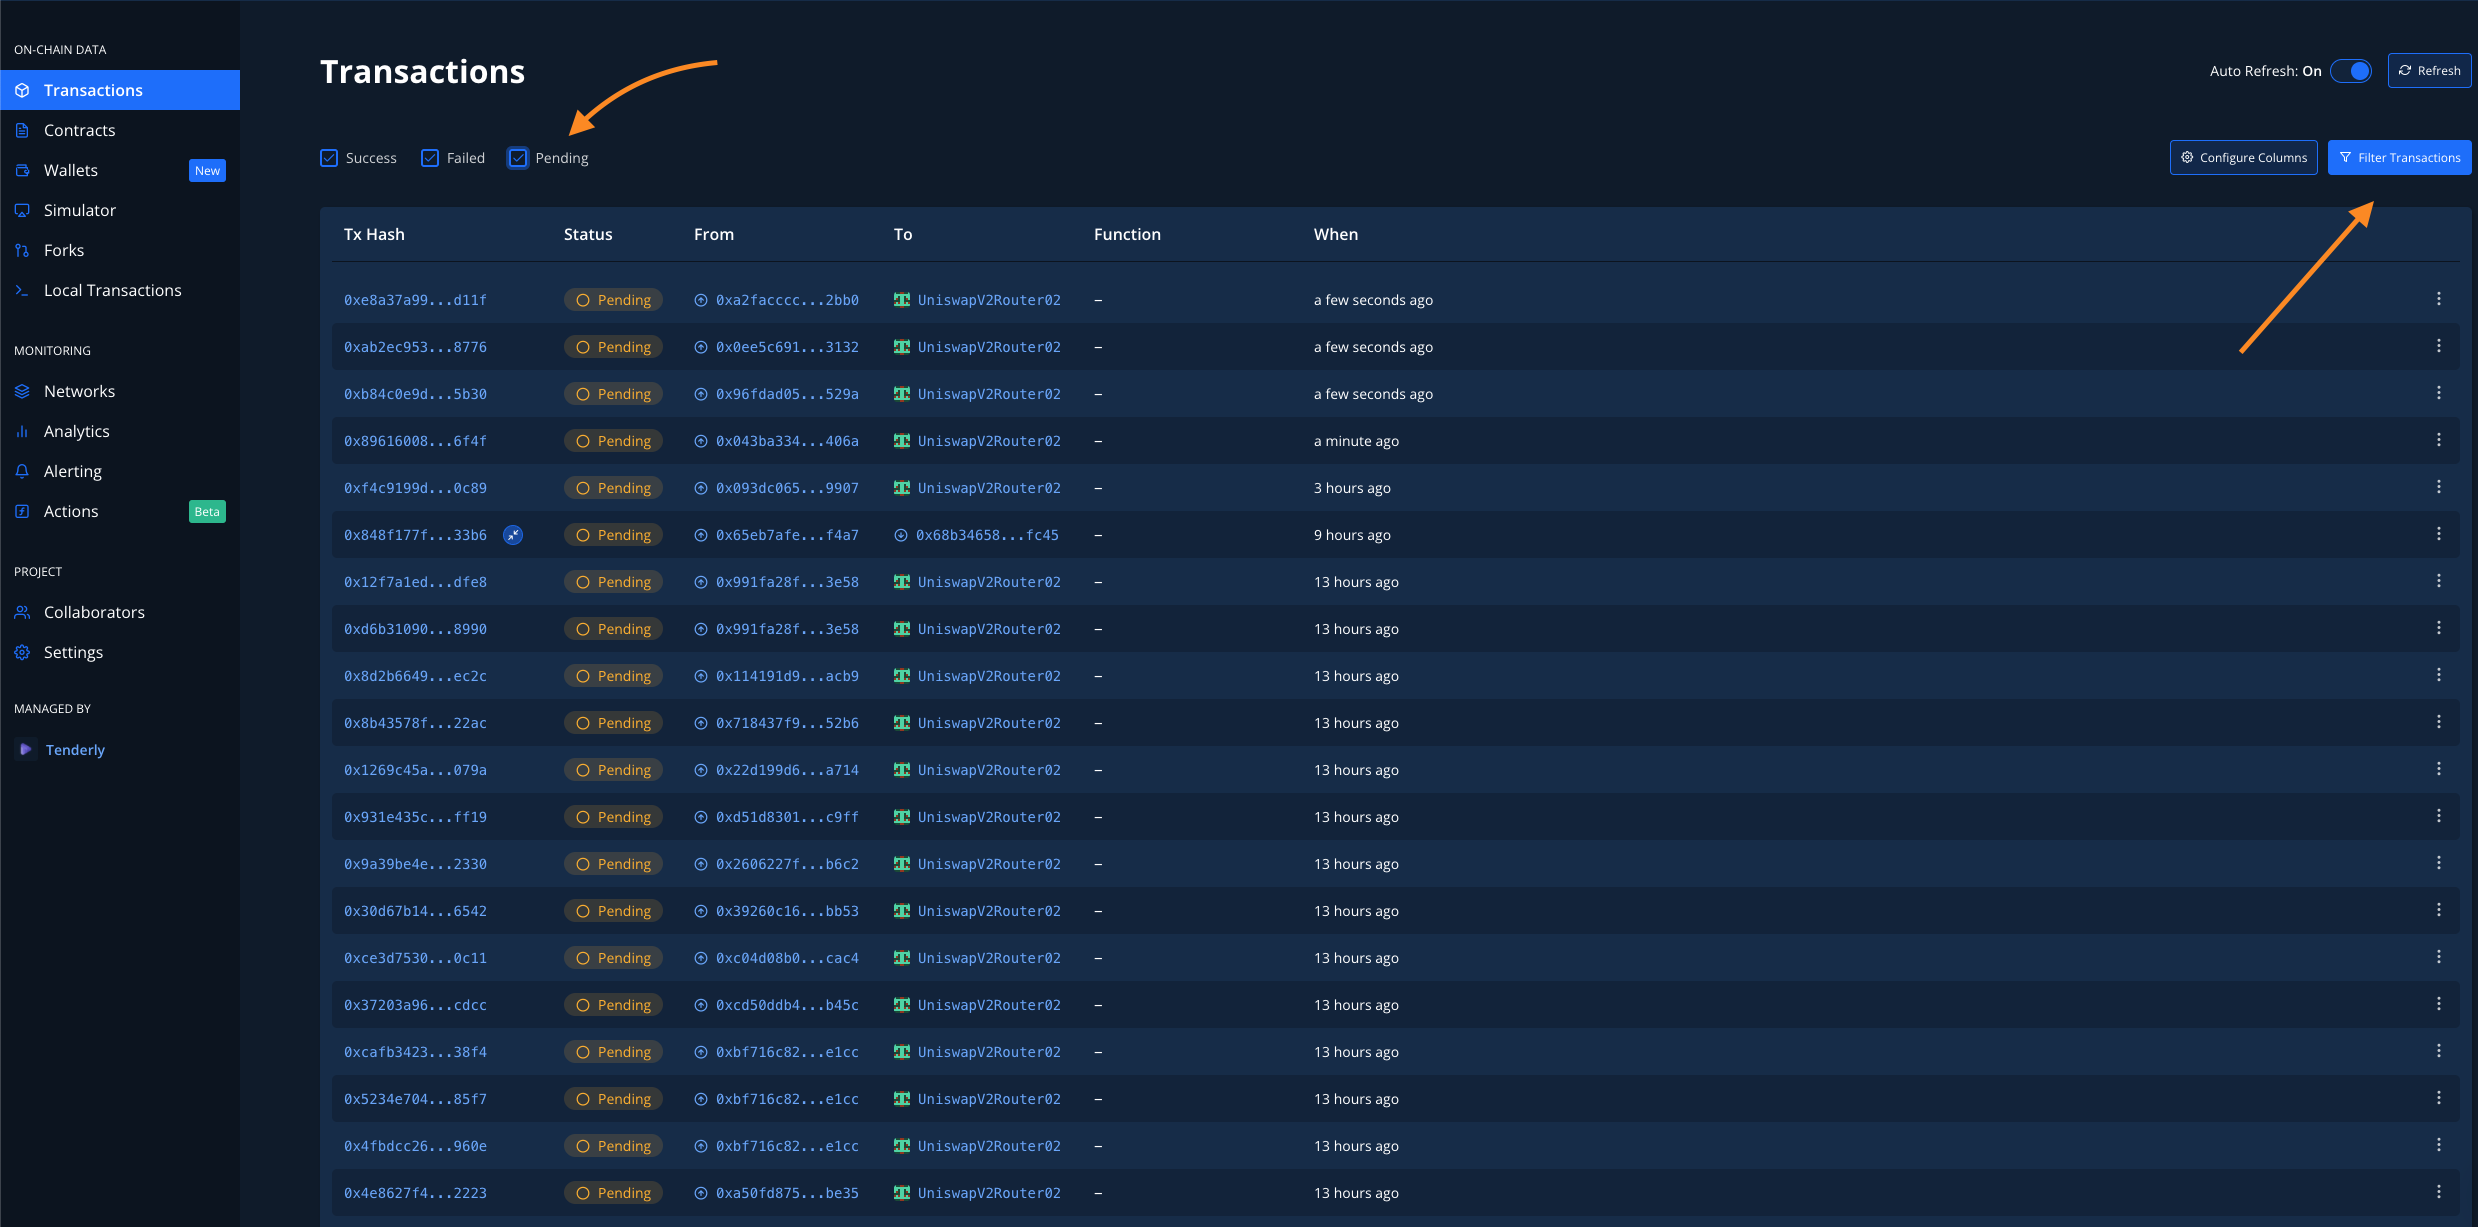 ON-CHAIN DATA
Transactions
Contracts
Wallets New
Simulator
Forks
Local Transactions
MONITORING
Networks
Analytics
Alerting
Actions Beta
PROJECT
Collaborators
Settings
MANAGED BY
Tenderly
Transactions
Auto Refresh: On Refresh
Success Failed Pending
Configure Columns Filter Transactions
Tx Hash Status From To Function When
0xe8a37a99...d11f Pending 0xa2facccc...2bb0 UniswapV2Router02 – a few seconds ago
0xab2ec953...8776 Pending 0x0ee5c691...3132 UniswapV2Router02 – a few seconds ago
0xb84c0e9d...5b30 Pending 0x96fdad05...529a UniswapV2Router02 – a few seconds ago
0x89616008...6f4f Pending 0x043ba334...406a UniswapV2Router02 – a minute ago
0xf4c9199d...0c89 Pending 0x093dc065...9907 UniswapV2Router02 – 3 hours ago
0x848f177f...33b6 Pending 0x65eb7afe...f4a7 0x68b34658...fc45 – 9 hours ago
0x12f7a1ed...dfe8 Pending 0x991fa28f...3e58 UniswapV2Router02 – 13 hours ago
0xd6b31090...8990 Pending 0x991fa28f...3e58 UniswapV2Router02 – 13 hours ago
0x8d2b6649...ec2c Pending 0x114191d9...acb9 UniswapV2Router02 – 13 hours ago
0x8b43578f...22ac Pending 0x718437f9...52b6 UniswapV2Router02 – 13 hours ago
0x1269c45a...079a Pending 0x22d199d6...a714 UniswapV2Router02 – 13 hours ago
0x931e435c...ff19 Pending 0xd51d8301...c9ff UniswapV2Router02 – 13 hours ago
0x9a39be4e...2330 Pending 0x2606227f...b6c2 UniswapV2Router02 – 13 hours ago
0x30d67b14...6542 Pending 0x39260c16...bb53 UniswapV2Router02 – 13 hours ago
0xce3d7530...0c11 Pending 0xc04d08b0...cac4 UniswapV2Router02 – 13 hours ago
0x37203a96...cdcc Pending 0xcd50ddb4...b45c UniswapV2Router02 – 13 hours ago
0xcafb3423...38f4 Pending 0xbf716c82...e1cc UniswapV2Router02 – 13 hours ago
0x5234e704...85f7 Pending 0xbf716c82...e1cc UniswapV2Router02 – 13 hours ago
0x4fbdcc26...960e Pending 0xbf716c82...e1cc UniswapV2Router02 – 13 hours ago
0x4e8627f4...2223 Pending 0xa50fd875...be35 UniswapV2Router02 – 13 hours ago